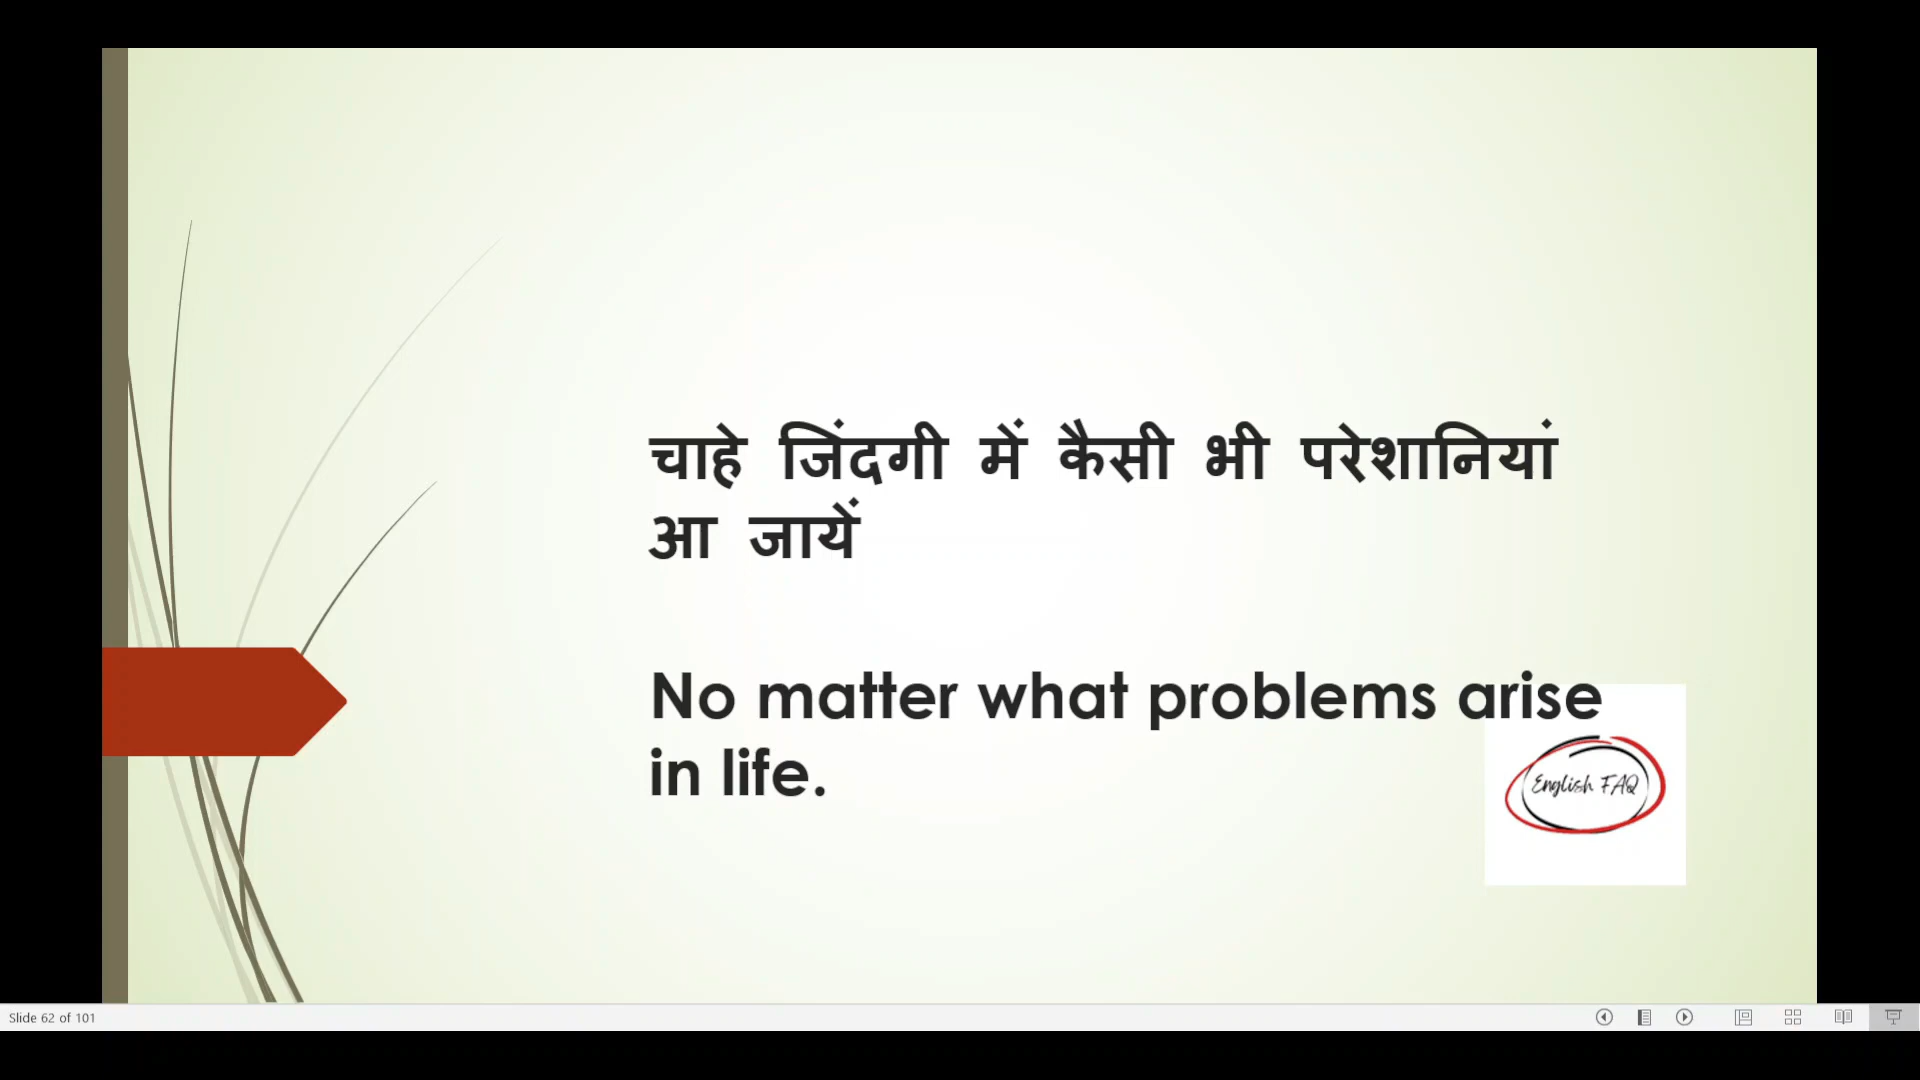 चाहे जिंदगी में कैसी भी परेशानियां
आ जायें
No matter what problems arise
in life.
English FAQ
Slide 62 of 101